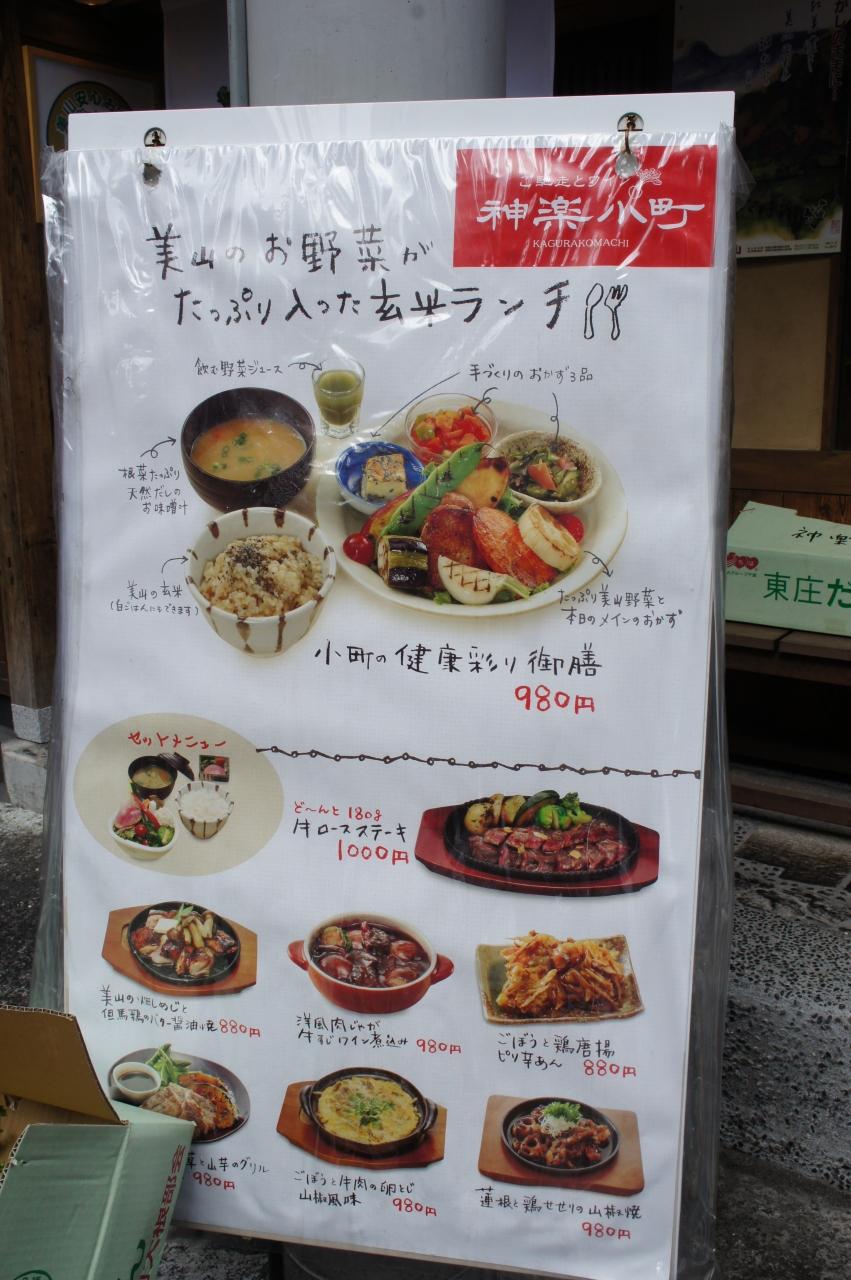 ご馳走とワイン
神楽小町
KAGURAKOMACHI
美山のお野菜が
たっぷり入った玄米ランチ
飲む野菜ジュース
手づくりのおかず3品
根菜たっぷり
天然だしの
お味噌汁
美山の玄米
(白ごはんにもできます)
たっぷり美山野菜と
本日のメインのおかず
小町の健康彩り御膳
980円
セットメニュー
ど〜んと180g
牛ロースステーキ
1000円
美山の畑しめじと
但馬鶏のバター醤油焼 880円
洋風肉じゃが
牛すじワイン煮込み 980円
ごぼうと鶏唐揚
ピリ辛あん 880円
と山芋のグリル
980円
ごぼうと牛肉の卵とじ
山椒風味 980円
蓮根と鶏せせりの山椒焼
980円
神楽
東庄